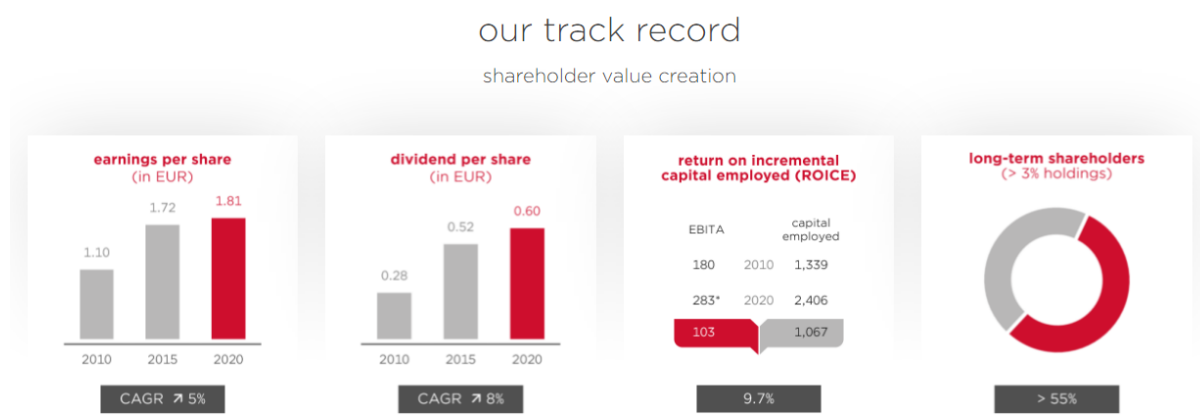 our track record
shareholder value creation
earnings per share
(in EUR)
1.10
1.72
1.81
2010
2015
2020
CAGR ↗ 5%
dividend per share
(in EUR)
0.28
0.52
0.60
2010
2015
2020
CAGR ↗ 8%
return on incremental
capital employed (ROICE)
EBITA
capital
employed
180 2010 1,339
283* 2020 2,406
103 1,067
9.7%
long-term shareholders
(> 3% holdings)
> 55%